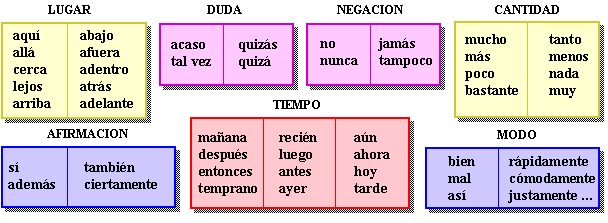 LUGAR
aquí abajo
allá afuera
cerca adentro
lejos atrás
arriba adelante
DUDA
acaso quizás
tal vez quizá
NEGACION
no jamás
nunca tampoco
CANTIDAD
mucho tanto
más menos
poco nada
bastante muy
AFIRMACION
sí también
además ciertamente
TIEMPO
mañana recién aún
después luego ahora
entonces antes hoy
temprano ayer tarde
MODO
bien rápidamente
mal cómodamente
así justamente ...